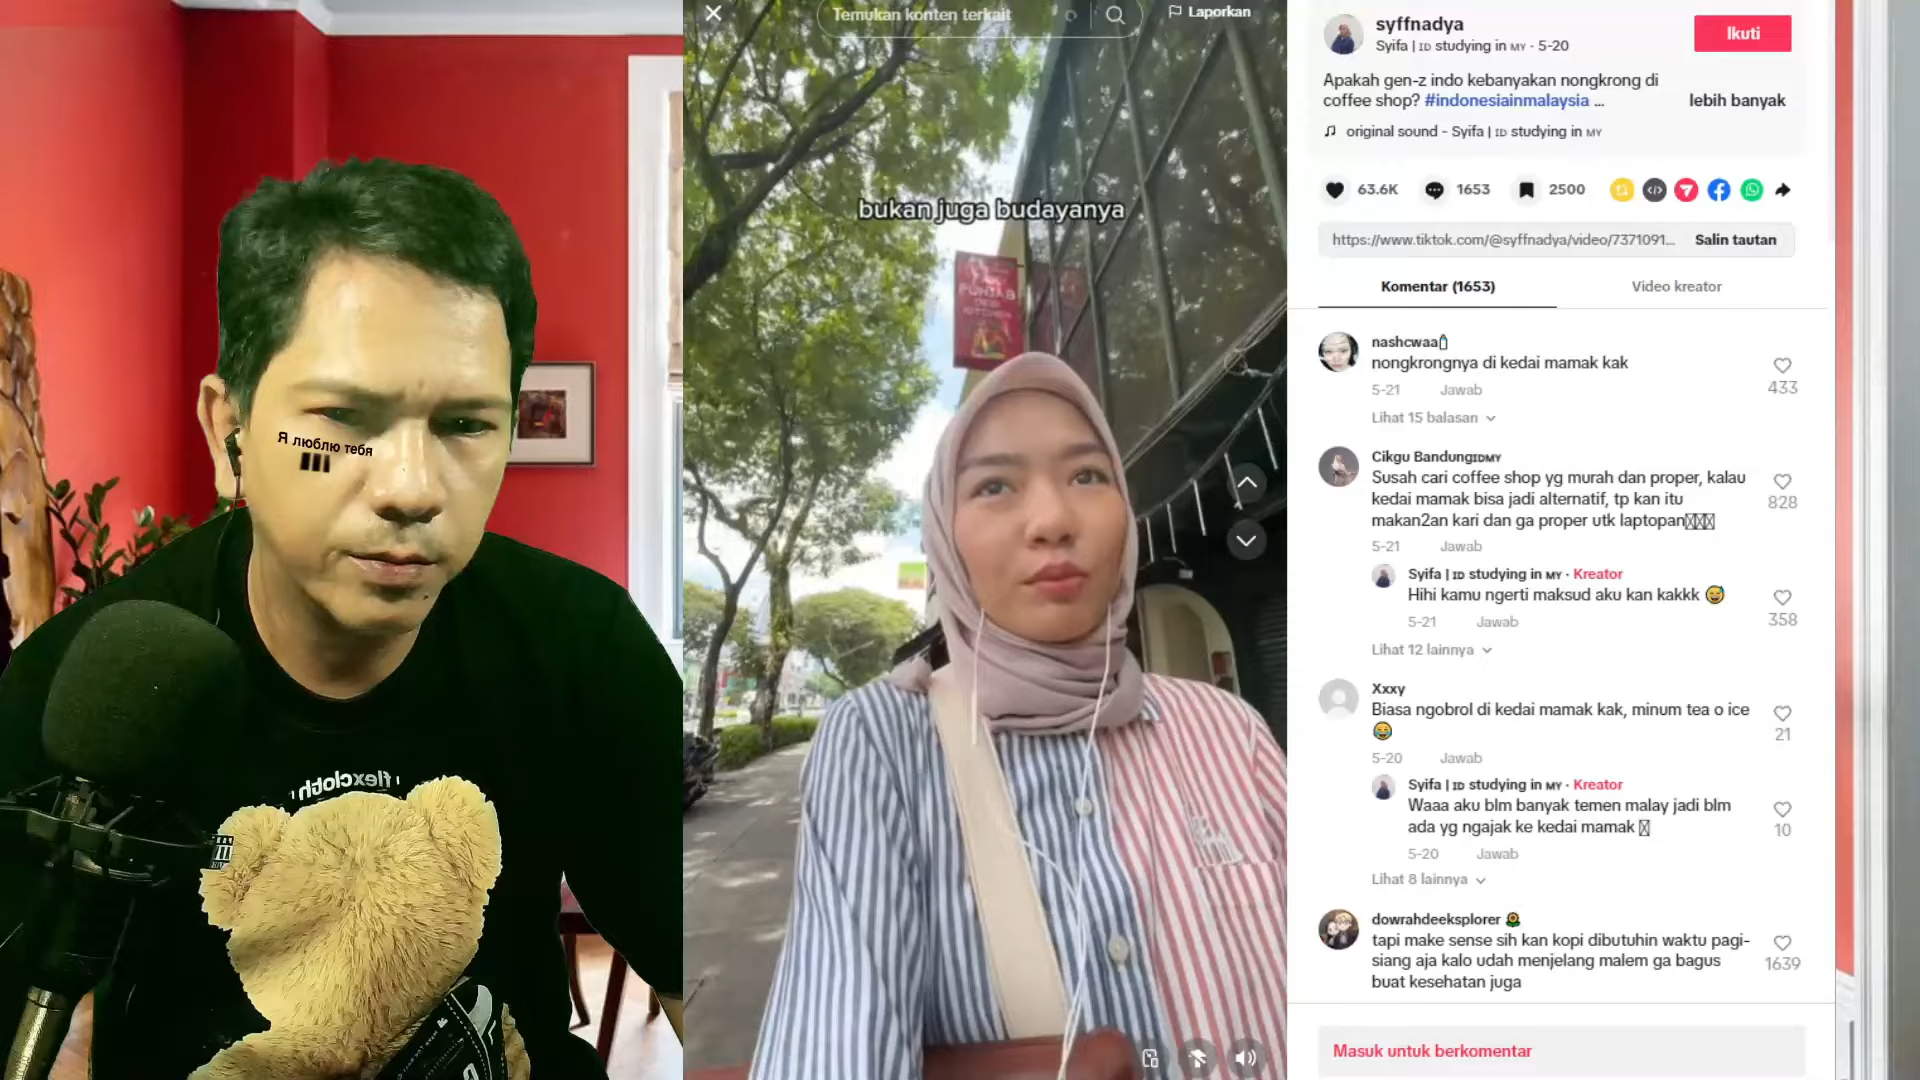 Я люблю тебя
flexcloth
Temukan konten terkait
Laporkan
bukan juga budayanya
PUNJAB
KITCHEN
syffnadya
Syifa | ID studying in MY · 5-20
Ikuti
Apakah gen-z indo kebanyakan nongkrong di
coffee shop? #indonesiainmalaysia ...
lebih banyak
original sound - Syifa | ID studying in MY
63.6K
1653
2500
https://www.tiktok.com/@syffnadya/video/7371091...
Salin tautan
Komentar (1653)
Video kreator
nashcwaa
nongkrongnya di kedai mamak kak
5-21 Jawab
433
Lihat 15 balasan
Cikgu BandungIDMY
Susah cari coffee shop yg murah dan proper, kalau
kedai mamak bisa jadi alternatif, tp kan itu
makan2an kari dan ga proper utk laptopan
828
5-21 Jawab
Syifa | ID studying in MY · Kreator
Hihi kamu ngerti maksud aku kan kakkk 😅
358
5-21 Jawab
Lihat 12 lainnya
Xxxy
Biasa ngobrol di kedai mamak kak, minum tea o ice
😂
21
5-20 Jawab
Syifa | ID studying in MY · Kreator
Waaa aku blm banyak temen malay jadi blm
ada yg ngajak ke kedai mamak
10
5-20 Jawab
Lihat 8 lainnya
dowrahdeeksplorer 🌻
tapi make sense sih kan kopi dibutuhin waktu pagi-
siang aja kalo udah menjelang malem ga bagus
buat kesehatan juga
1639
Masuk untuk berkomentar